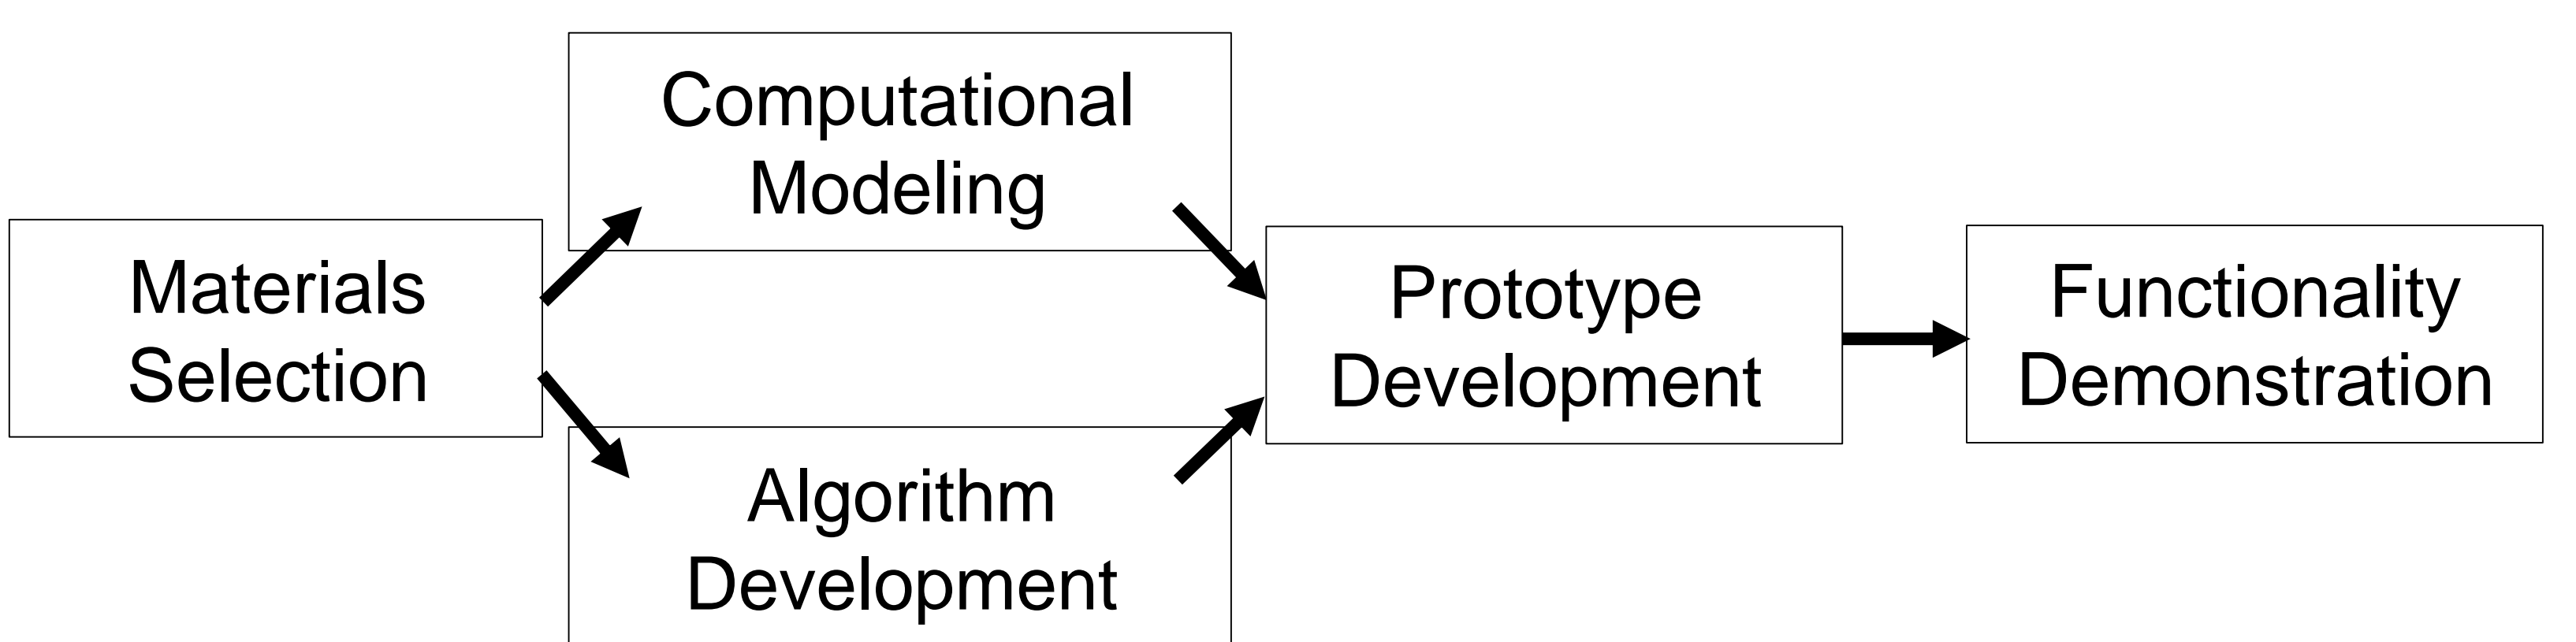 Materials
Selection
Computational
Modeling
Algorithm
Development
Prototype
Development
Functionality
Demonstration